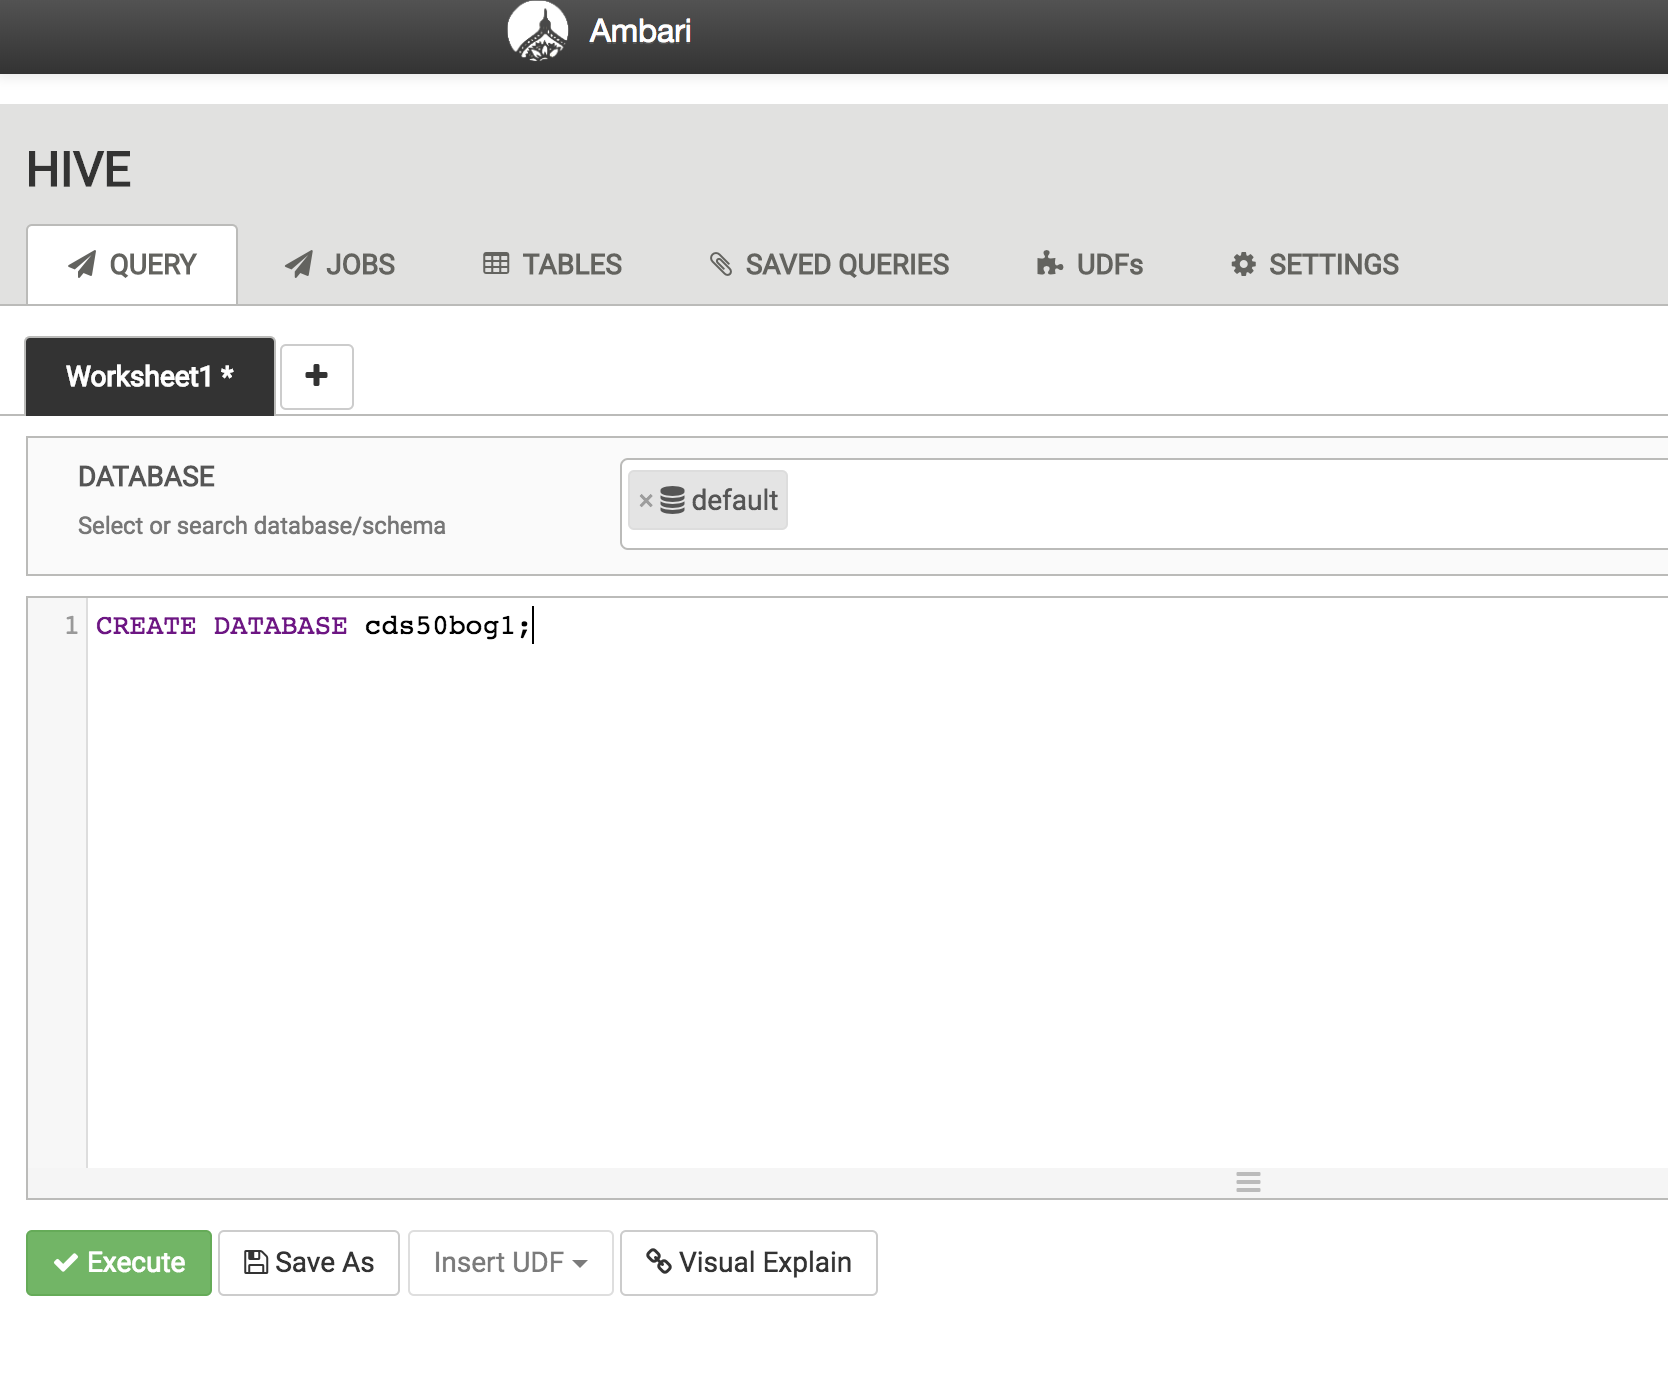 Ambari
HIVE
QUERY JOBS TABLES SAVED QUERIES UDFs SETTINGS
Worksheet1 * +
DATABASE
Select or search database/schema
× default
1 CREATE DATABASE cds50bog1;
Execute Save As Insert UDF Visual Explain